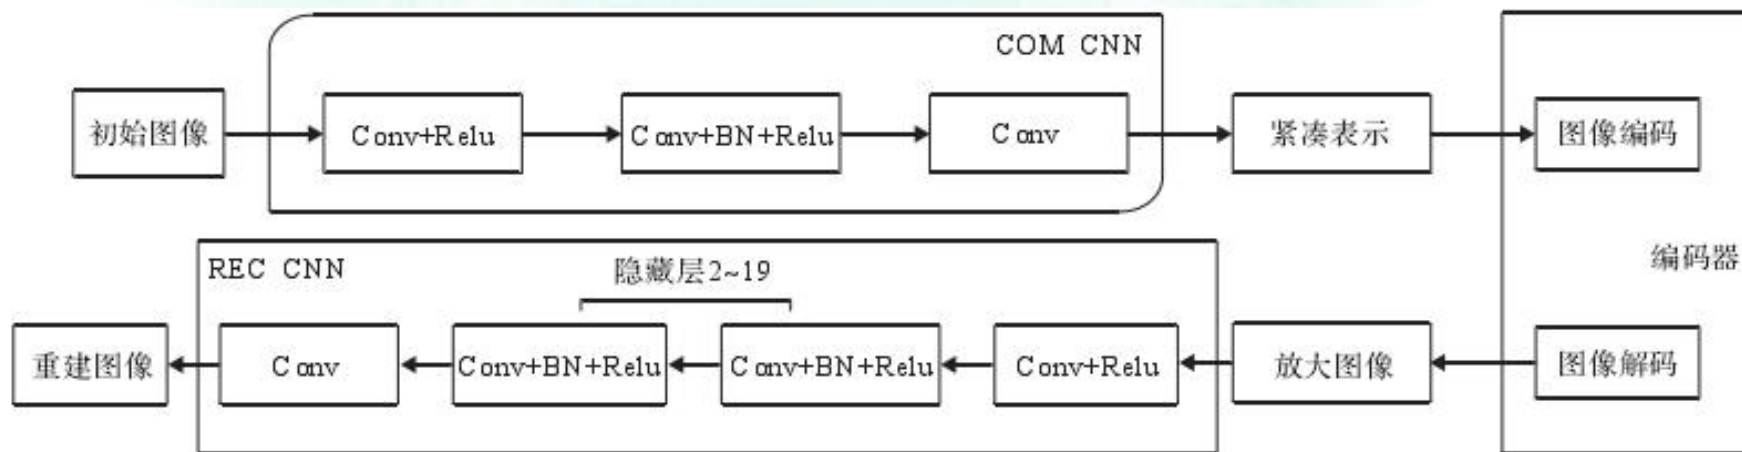 COM CNN
初始图像
Conv+Relu
Conv+BN+Relu
Conv
紧凑表示
图像编码
编码器
REC CNN
隐藏层2~19
重建图像
Conv
Conv+BN+Relu
Conv+BN+Relu
Conv+Relu
放大图像
图像解码